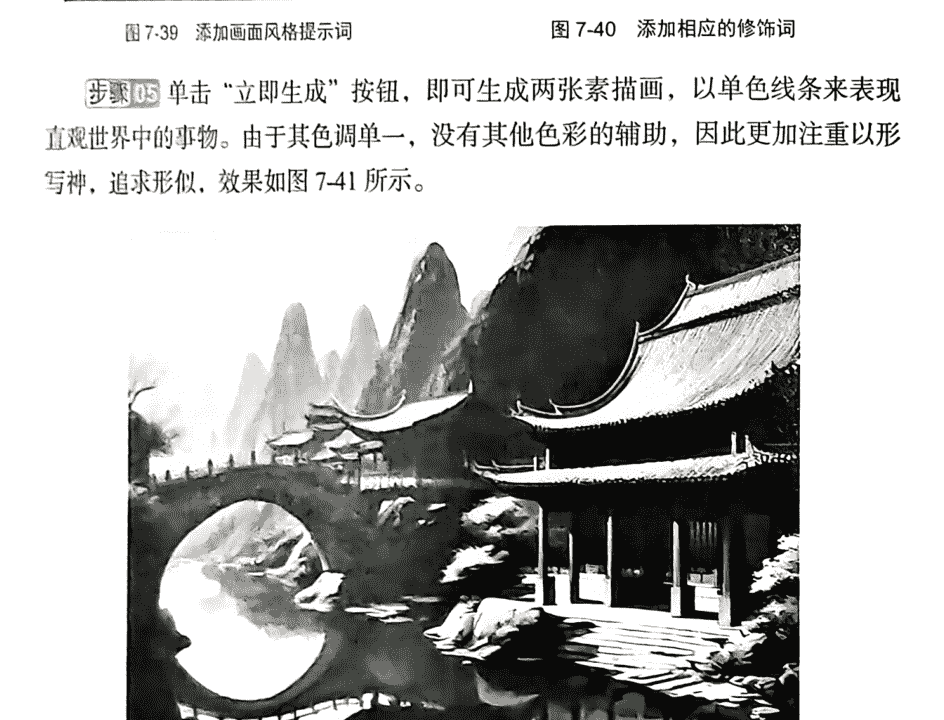 图7-39 添加画面风格提示词
图7-40 添加相应的修饰词
步骤05 单击“立即生成”按钮，即可生成两张素描画，以单色线条来表现
直观世界中的事物。由于其色调单一，没有其他色彩的辅助，因此更加注重以形
写神，追求形似，效果如图7-41所示。